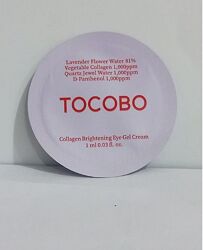 Lavender Flower Water 81%
Vegetable Collagen 1,000ppm
Quartz Jewel Water 1,000ppm
D-Panthenol 1,000ppm
TOCOBO
Collagen Brightening Eye Gel Cream
1 ml 0.03 fl. oz.